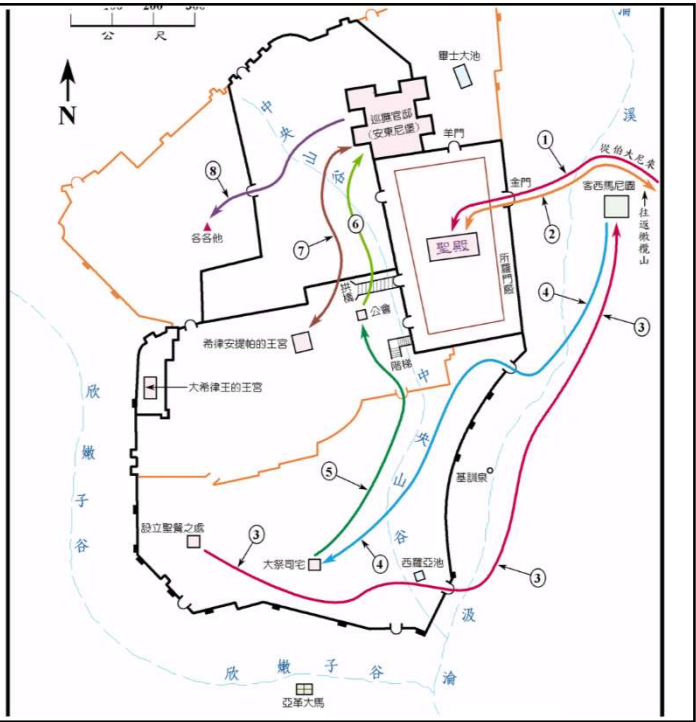 100 200 300
公 尺
N
淪
溪
畢士大池
中
央
山
谷
巡撫官邸
(安東尼堡)
羊門
①
從伯大尼來
⑧
金門
客西馬尼園
②
往返橄欖山
各各他
⑥
⑦
聖殿
所羅門廊
④
③
拱橋
公會
希律安提帕的王宮
階梯
大希律王的王宮
中
央
山
谷
欣
嫩
子
谷
⑤
基訓泉
設立聖餐之處
③
大祭司宅
④
西羅亞池
③
汲
淪
欣 嫩 子 谷
亞革大馬